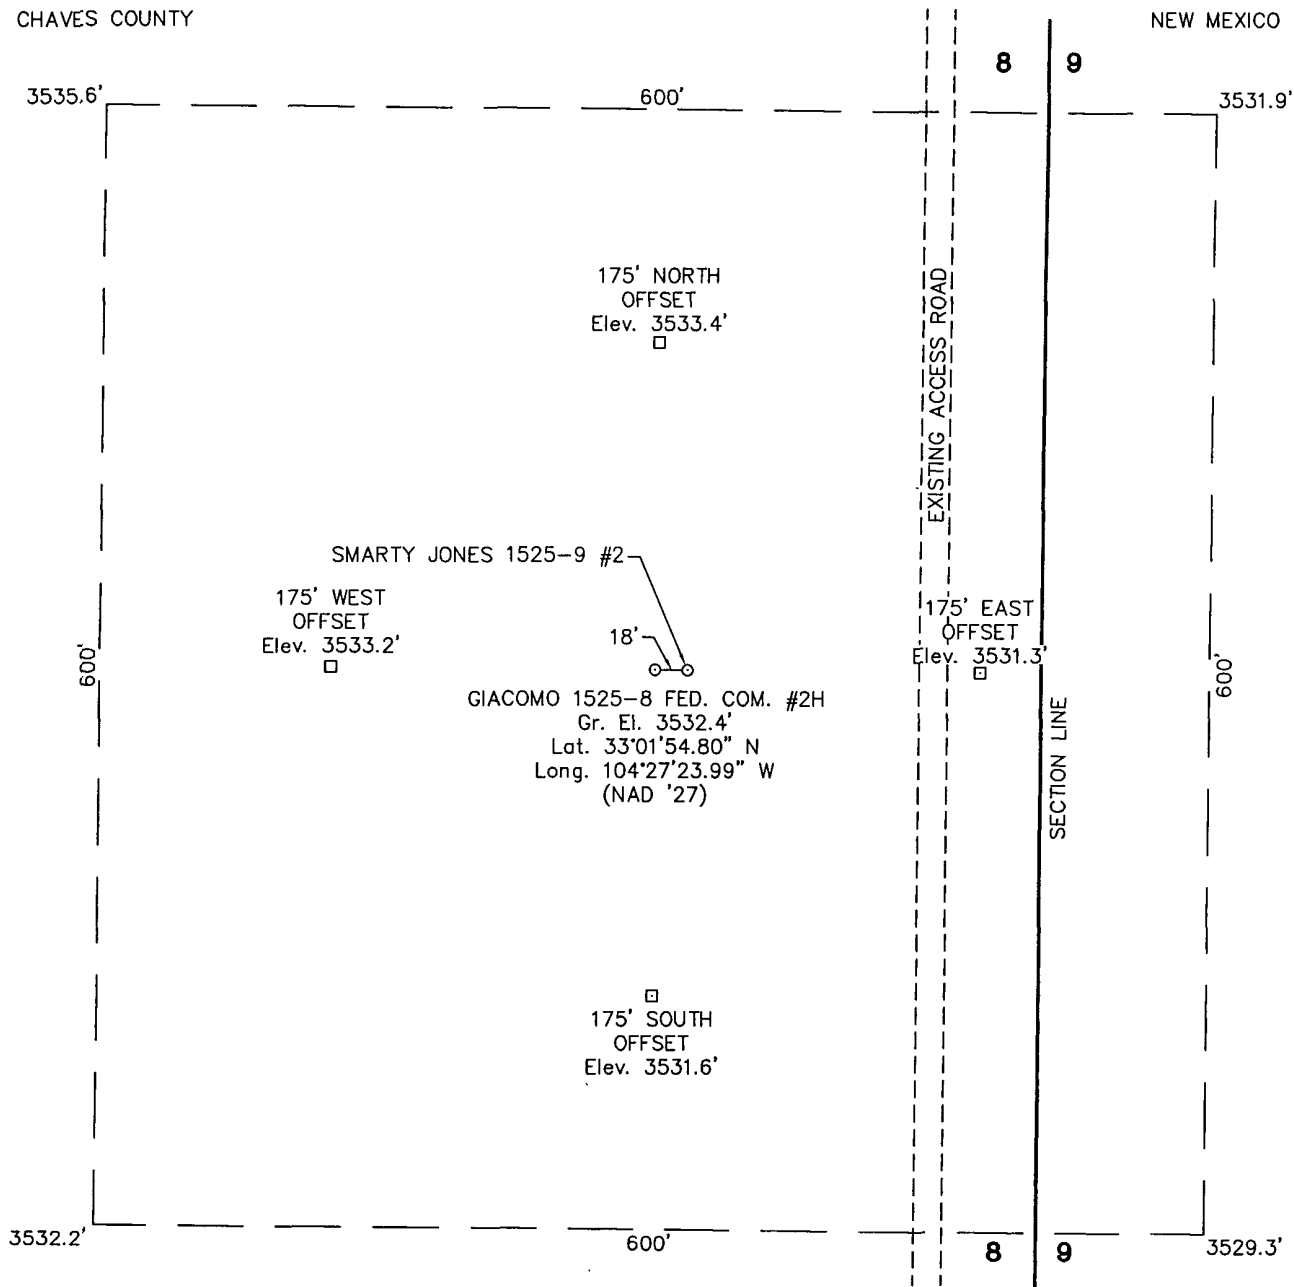 CHAVES COUNTY
NEW MEXICO
8
9
3535.6'
600'
3531.9'
175' NORTH
OFFSET
Elev. 3533.4'
EXISTING ACCESS ROAD
SMARTY JONES 1525-9 #2
175' WEST
OFFSET
Elev. 3533.2'
18'
175' EAST
OFFSET
Elev. 3531.3'
600'
600'
GIACOMO 1525-8 FED. COM. #2H
Gr. El. 3532.4'
Lat. 33°01'54.80" N
Long. 104°27'23.99" W
(NAD '27)
SECTION LINE
175' SOUTH
OFFSET
Elev. 3531.6'
3532.2'
600'
8
9
3529.3'